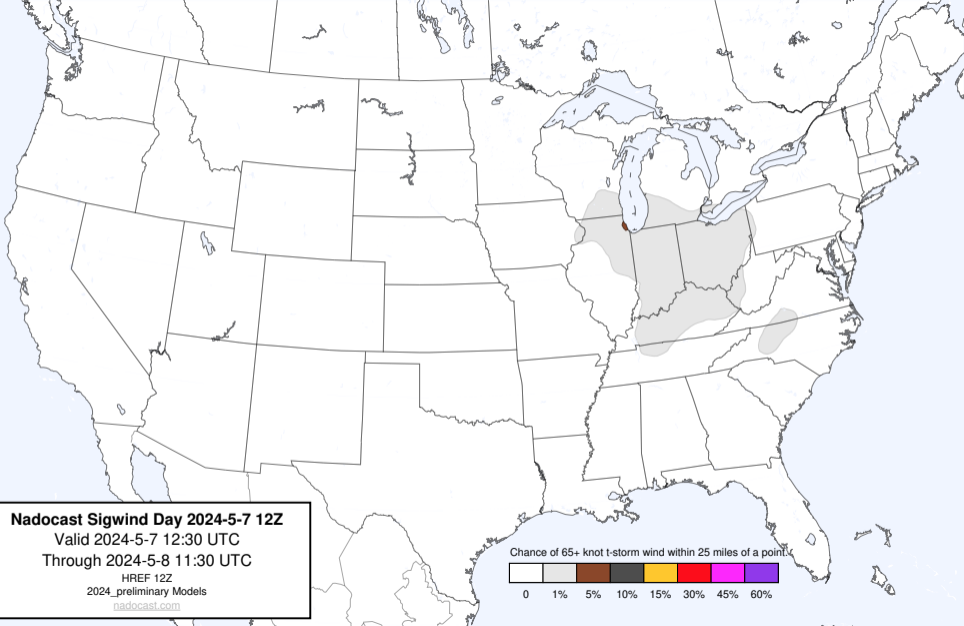 Nadocast Sigwind Day 2024-5-7 12Z
Valid 2024-5-7 12:30 UTC
Through 2024-5-8 11:30 UTC
HREF 12Z
2024_preliminary Models
nadocast.com
Chance of 65+ knot t-storm wind within 25 miles of a point.
0 1% 5% 10% 15% 30% 45% 60%